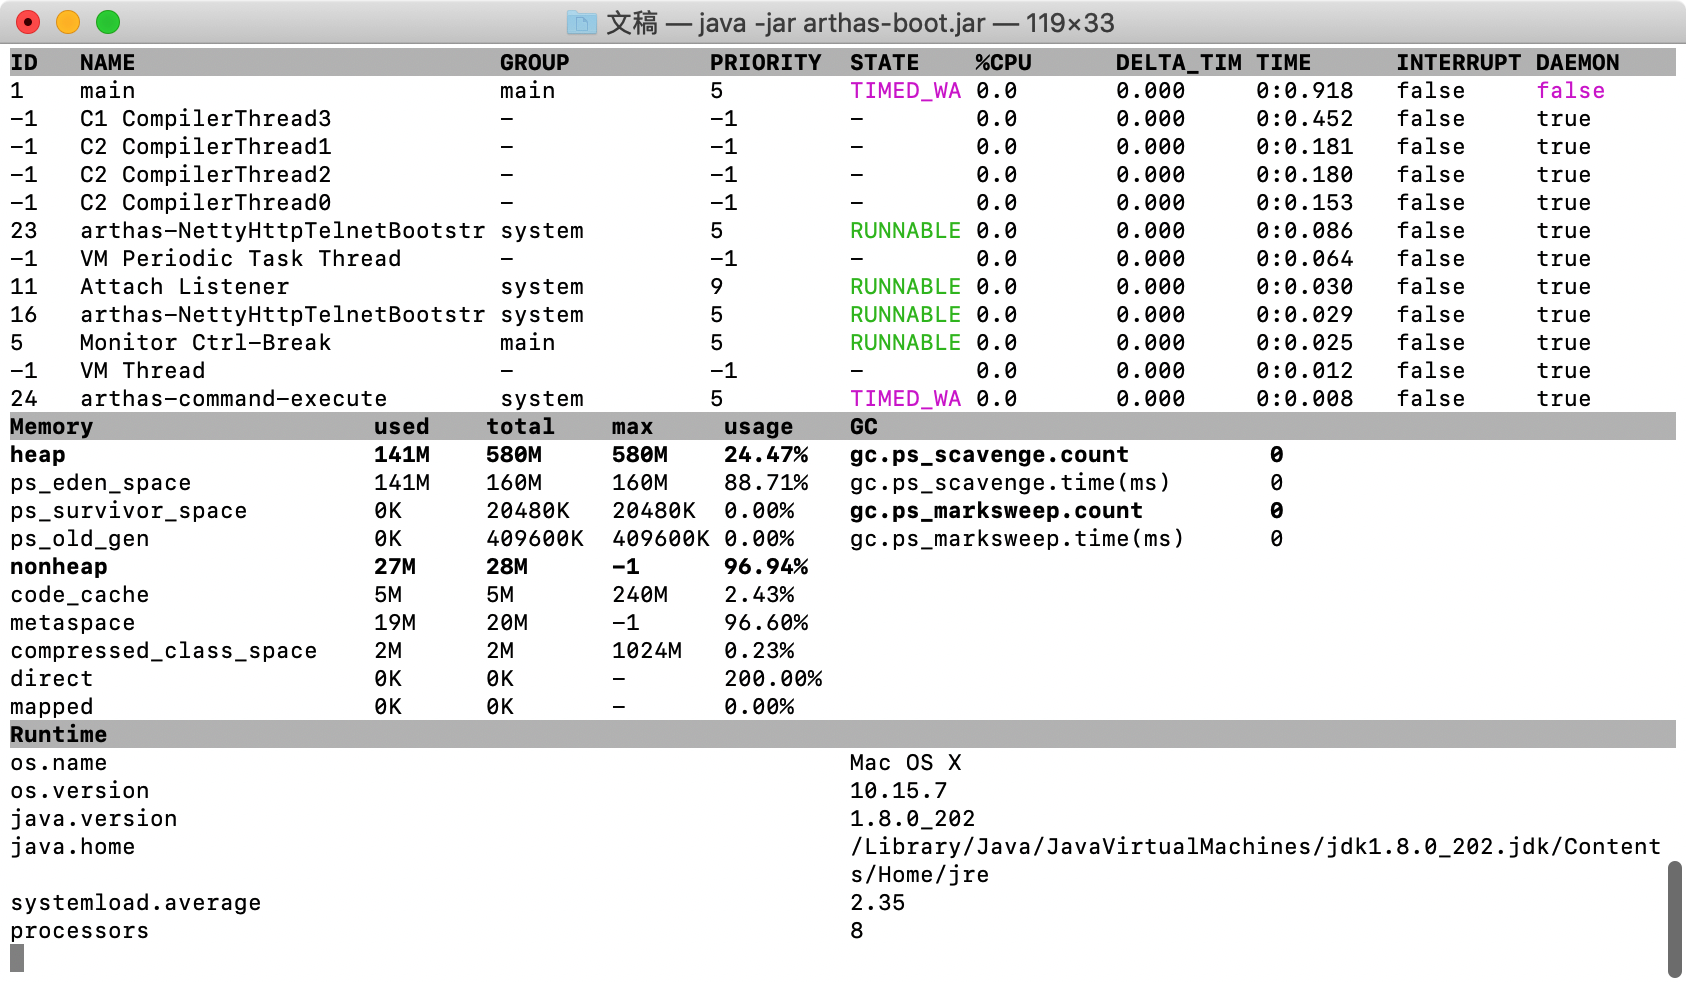 文稿 — java -jar arthas-boot.jar — 119×33
ID NAME GROUP PRIORITY STATE %CPU DELTA_TIM TIME INTERRUPT DAEMON
1 main main 5 TIMED_WA 0.0 0.000 0:0.918 false false
-1 C1 CompilerThread3 - -1 - 0.0 0.000 0:0.452 false true
-1 C2 CompilerThread1 - -1 - 0.0 0.000 0:0.181 false true
-1 C2 CompilerThread2 - -1 - 0.0 0.000 0:0.180 false true
-1 C2 CompilerThread0 - -1 - 0.0 0.000 0:0.153 false true
23 arthas-NettyHttpTelnetBootstr system 5 RUNNABLE 0.0 0.000 0:0.086 false true
-1 VM Periodic Task Thread - -1 - 0.0 0.000 0:0.064 false true
11 Attach Listener system 9 RUNNABLE 0.0 0.000 0:0.030 false true
16 arthas-NettyHttpTelnetBootstr system 5 RUNNABLE 0.0 0.000 0:0.029 false true
5 Monitor Ctrl-Break main 5 RUNNABLE 0.0 0.000 0:0.025 false true
-1 VM Thread - -1 - 0.0 0.000 0:0.012 false true
24 arthas-command-execute system 5 TIMED_WA 0.0 0.000 0:0.008 false true
Memory used total max usage GC
heap 141M 580M 580M 24.47% gc.ps_scavenge.count 0
ps_eden_space 141M 160M 160M 88.71% gc.ps_scavenge.time(ms) 0
ps_survivor_space 0K 20480K 20480K 0.00% gc.ps_marksweep.count 0
ps_old_gen 0K 409600K 409600K 0.00% gc.ps_marksweep.time(ms) 0
nonheap 27M 28M -1 96.94%
code_cache 5M 5M 240M 2.43%
metaspace 19M 20M -1 96.60%
compressed_class_space 2M 2M 1024M 0.23%
direct 0K 0K - 200.00%
mapped 0K 0K - 0.00%
Runtime
os.name Mac OS X
os.version 10.15.7
java.version 1.8.0_202
java.home /Library/Java/JavaVirtualMachines/jdk1.8.0_202.jdk/Content
s/Home/jre
systemload.average 2.35
processors 8